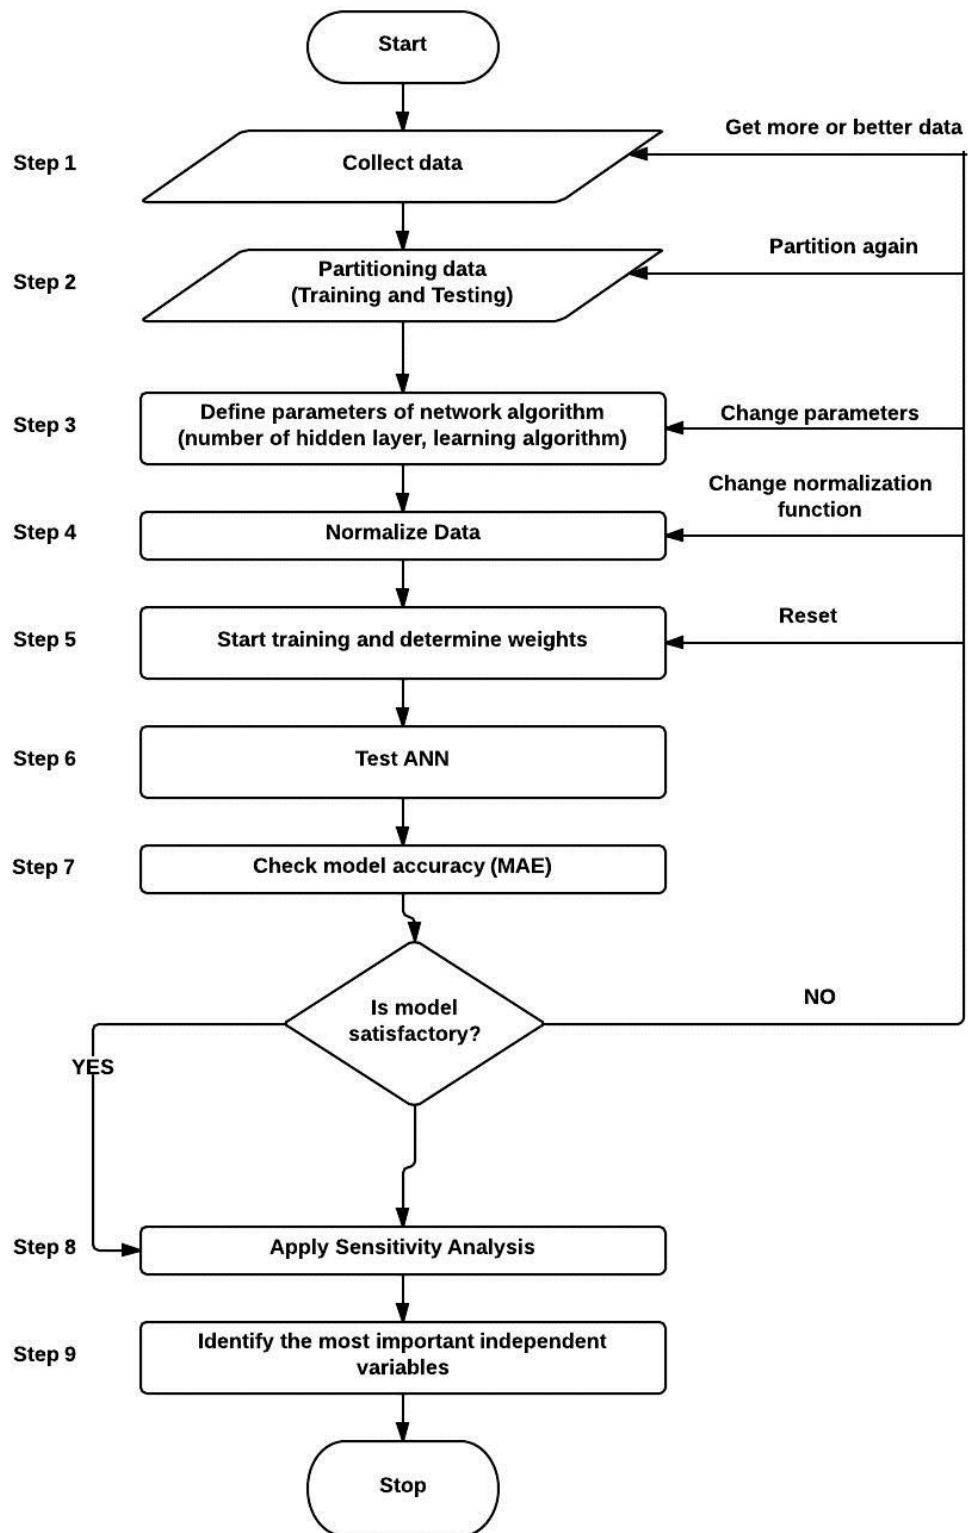 Start
Get more or better data
Step 1
Collect data
Partition again
Step 2
Partitioning data
(Training and Testing)
Step 3
Define parameters of network algorithm
(number of hidden layer, learning algorithm)
Change parameters
Change normalization
function
Step 4
Normalize Data
Reset
Step 5
Start training and determine weights
Step 6
Test ANN
Step 7
Check model accuracy (MAE)
Is model
satisfactory?
NO
YES
Step 8
Apply Sensitivity Analysis
Step 9
Identify the most important independent
variables
Stop